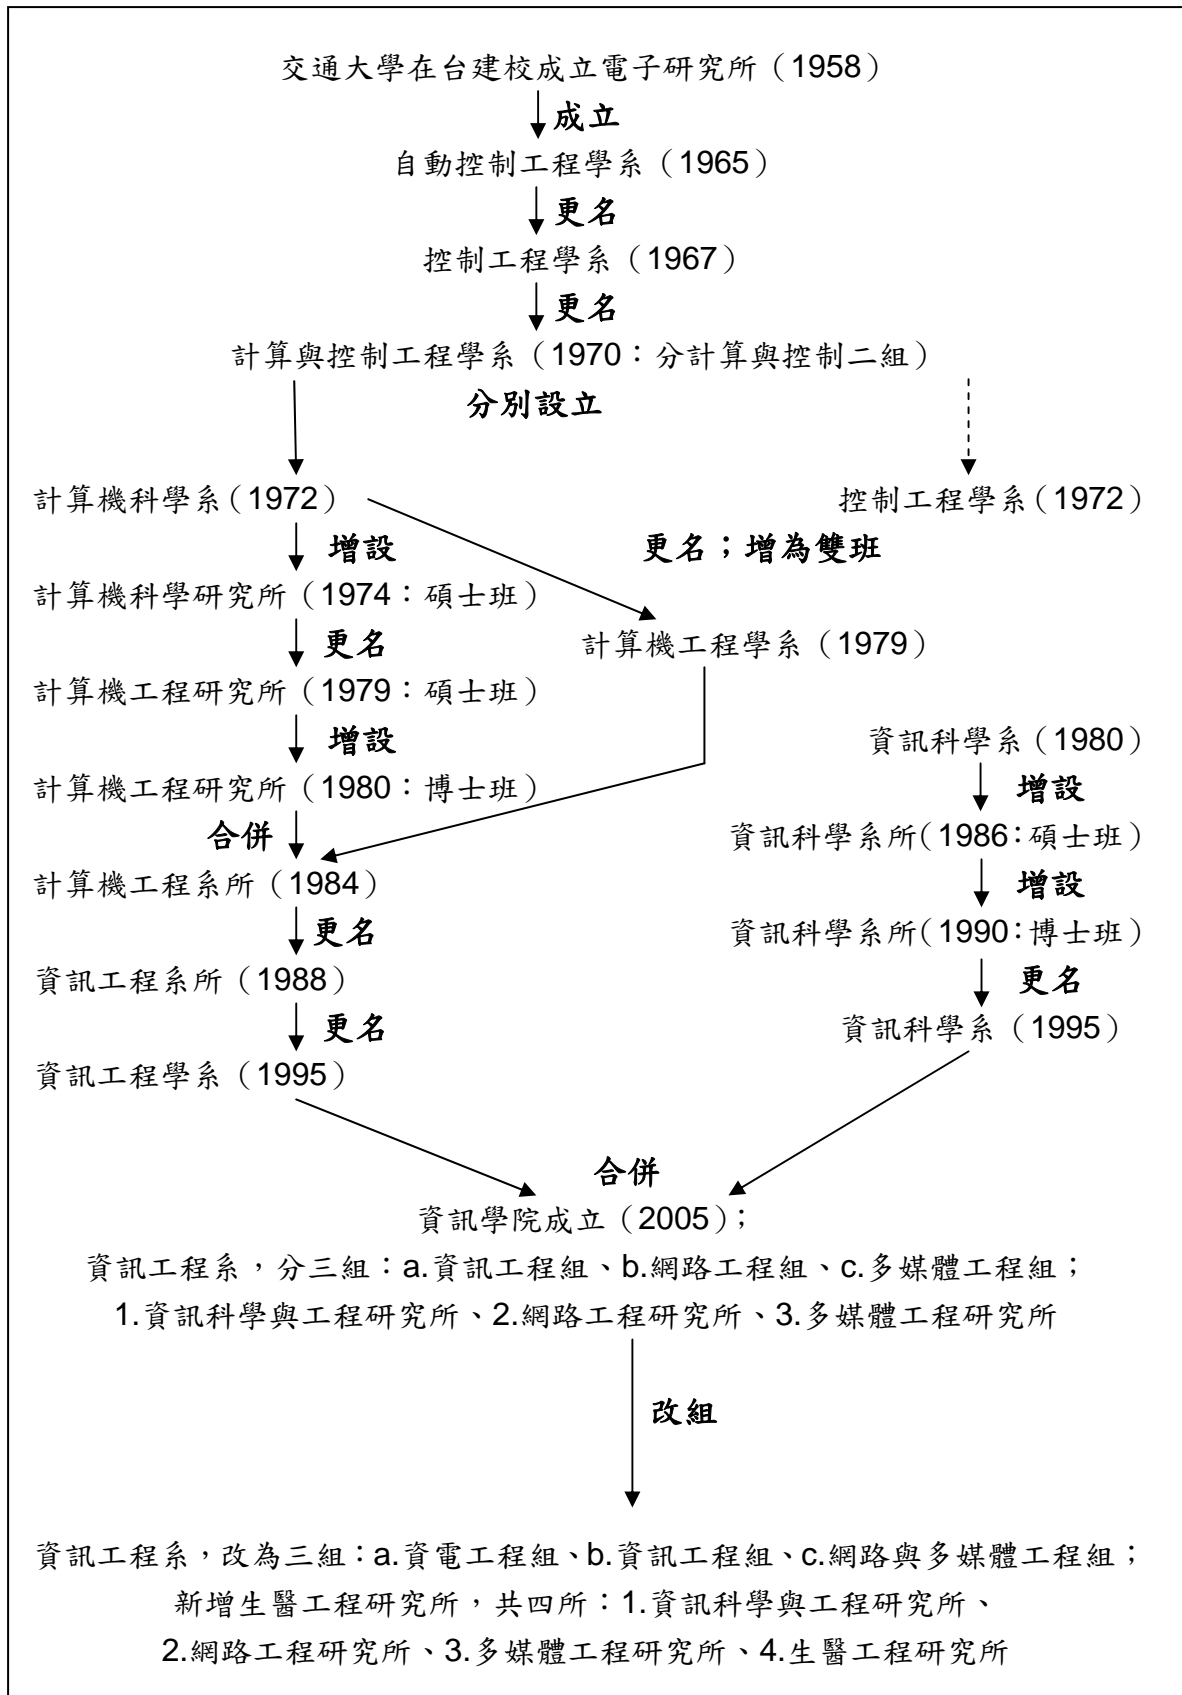 交通大學在台建校成立電子研究所（1958）
成立
自動控制工程學系（1965）
更名
控制工程學系（1967）
更名
計算與控制工程學系（1970：分計算與控制二組）
分別設立
計算機科學系(1972)
控制工程學系(1972)
增設
更名；增為雙班
計算機科學研究所（1974：碩士班）
更名
計算機工程學系（1979）
計算機工程研究所（1979：碩士班）
增設
資訊科學系（1980）
計算機工程研究所（1980：博士班）
增設
合併
資訊科學系所(1986：碩士班）
計算機工程系所（1984）
增設
更名
資訊科學系所(1990：博士班）
資訊工程系所（1988）
更名
更名
資訊科學系（1995）
資訊工程學系（1995）
合併
資訊學院成立（2005）；
資訊工程系，分三組：a.資訊工程組、b.網路工程組、c.多媒體工程組；
1.資訊科學與工程研究所、2.網路工程研究所、3.多媒體工程研究所
改組
資訊工程系，改為三組：a.資電工程組、b.資訊工程組、c.網路與多媒體工程組；
新增生醫工程研究所，共四所：1.資訊科學與工程研究所、
2.網路工程研究所、3.多媒體工程研究所、4.生醫工程研究所